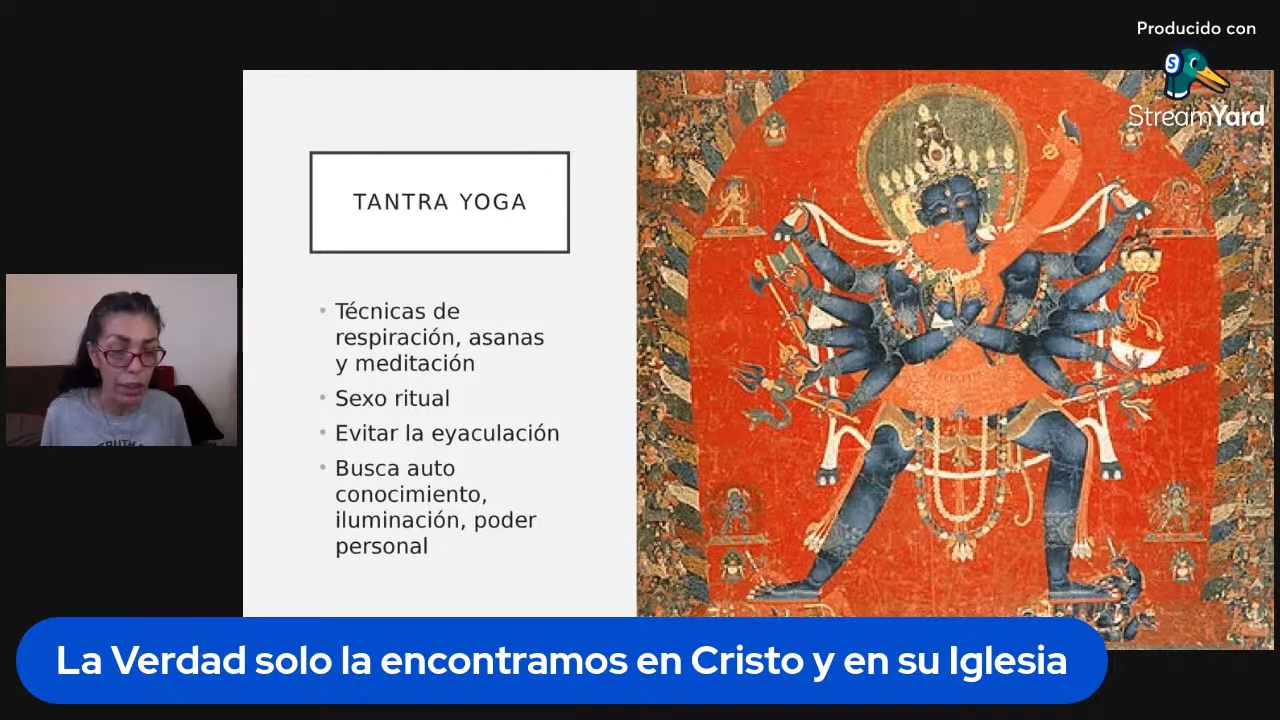 Producido con
StreamYard
TANTRA YOGA
• Técnicas de
respiración, asanas
y meditación
• Sexo ritual
• Evitar la eyaculación
• Busca auto
conocimiento,
iluminación, poder
personal
La Verdad solo la encontramos en Cristo y en su Iglesia